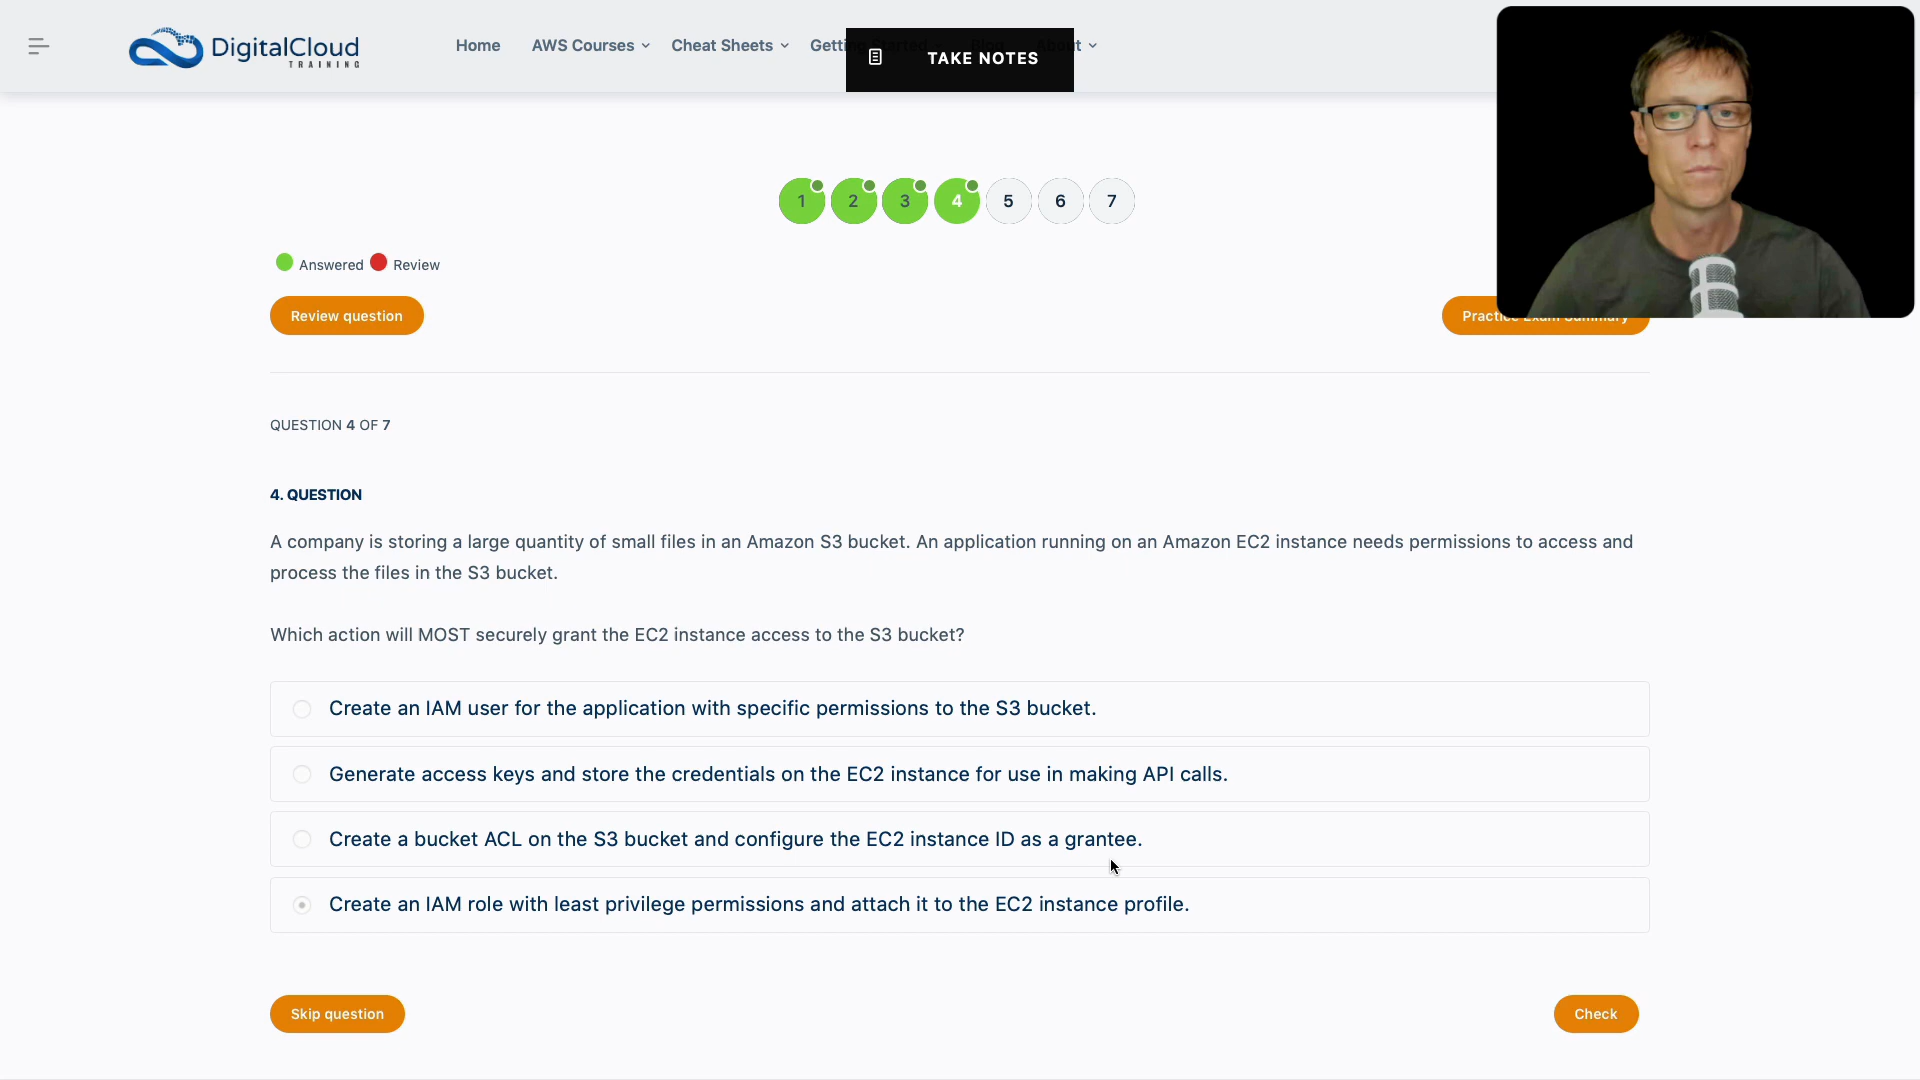 DigitalCloud
TRAINING
Home
AWS Courses
Cheat Sheets
TAKE NOTES
1
2
3
4
5
6
7
Answered
Review
Review question
Practice Exam Summary
QUESTION 4 OF 7
4. QUESTION
A company is storing a large quantity of small files in an Amazon S3 bucket. An application running on an Amazon EC2 instance needs permissions to access and
process the files in the S3 bucket.
Which action will MOST securely grant the EC2 instance access to the S3 bucket?
Create an IAM user for the application with specific permissions to the S3 bucket.
Generate access keys and store the credentials on the EC2 instance for use in making API calls.
Create a bucket ACL on the S3 bucket and configure the EC2 instance ID as a grantee.
Create an IAM role with least privilege permissions and attach it to the EC2 instance profile.
Skip question
Check